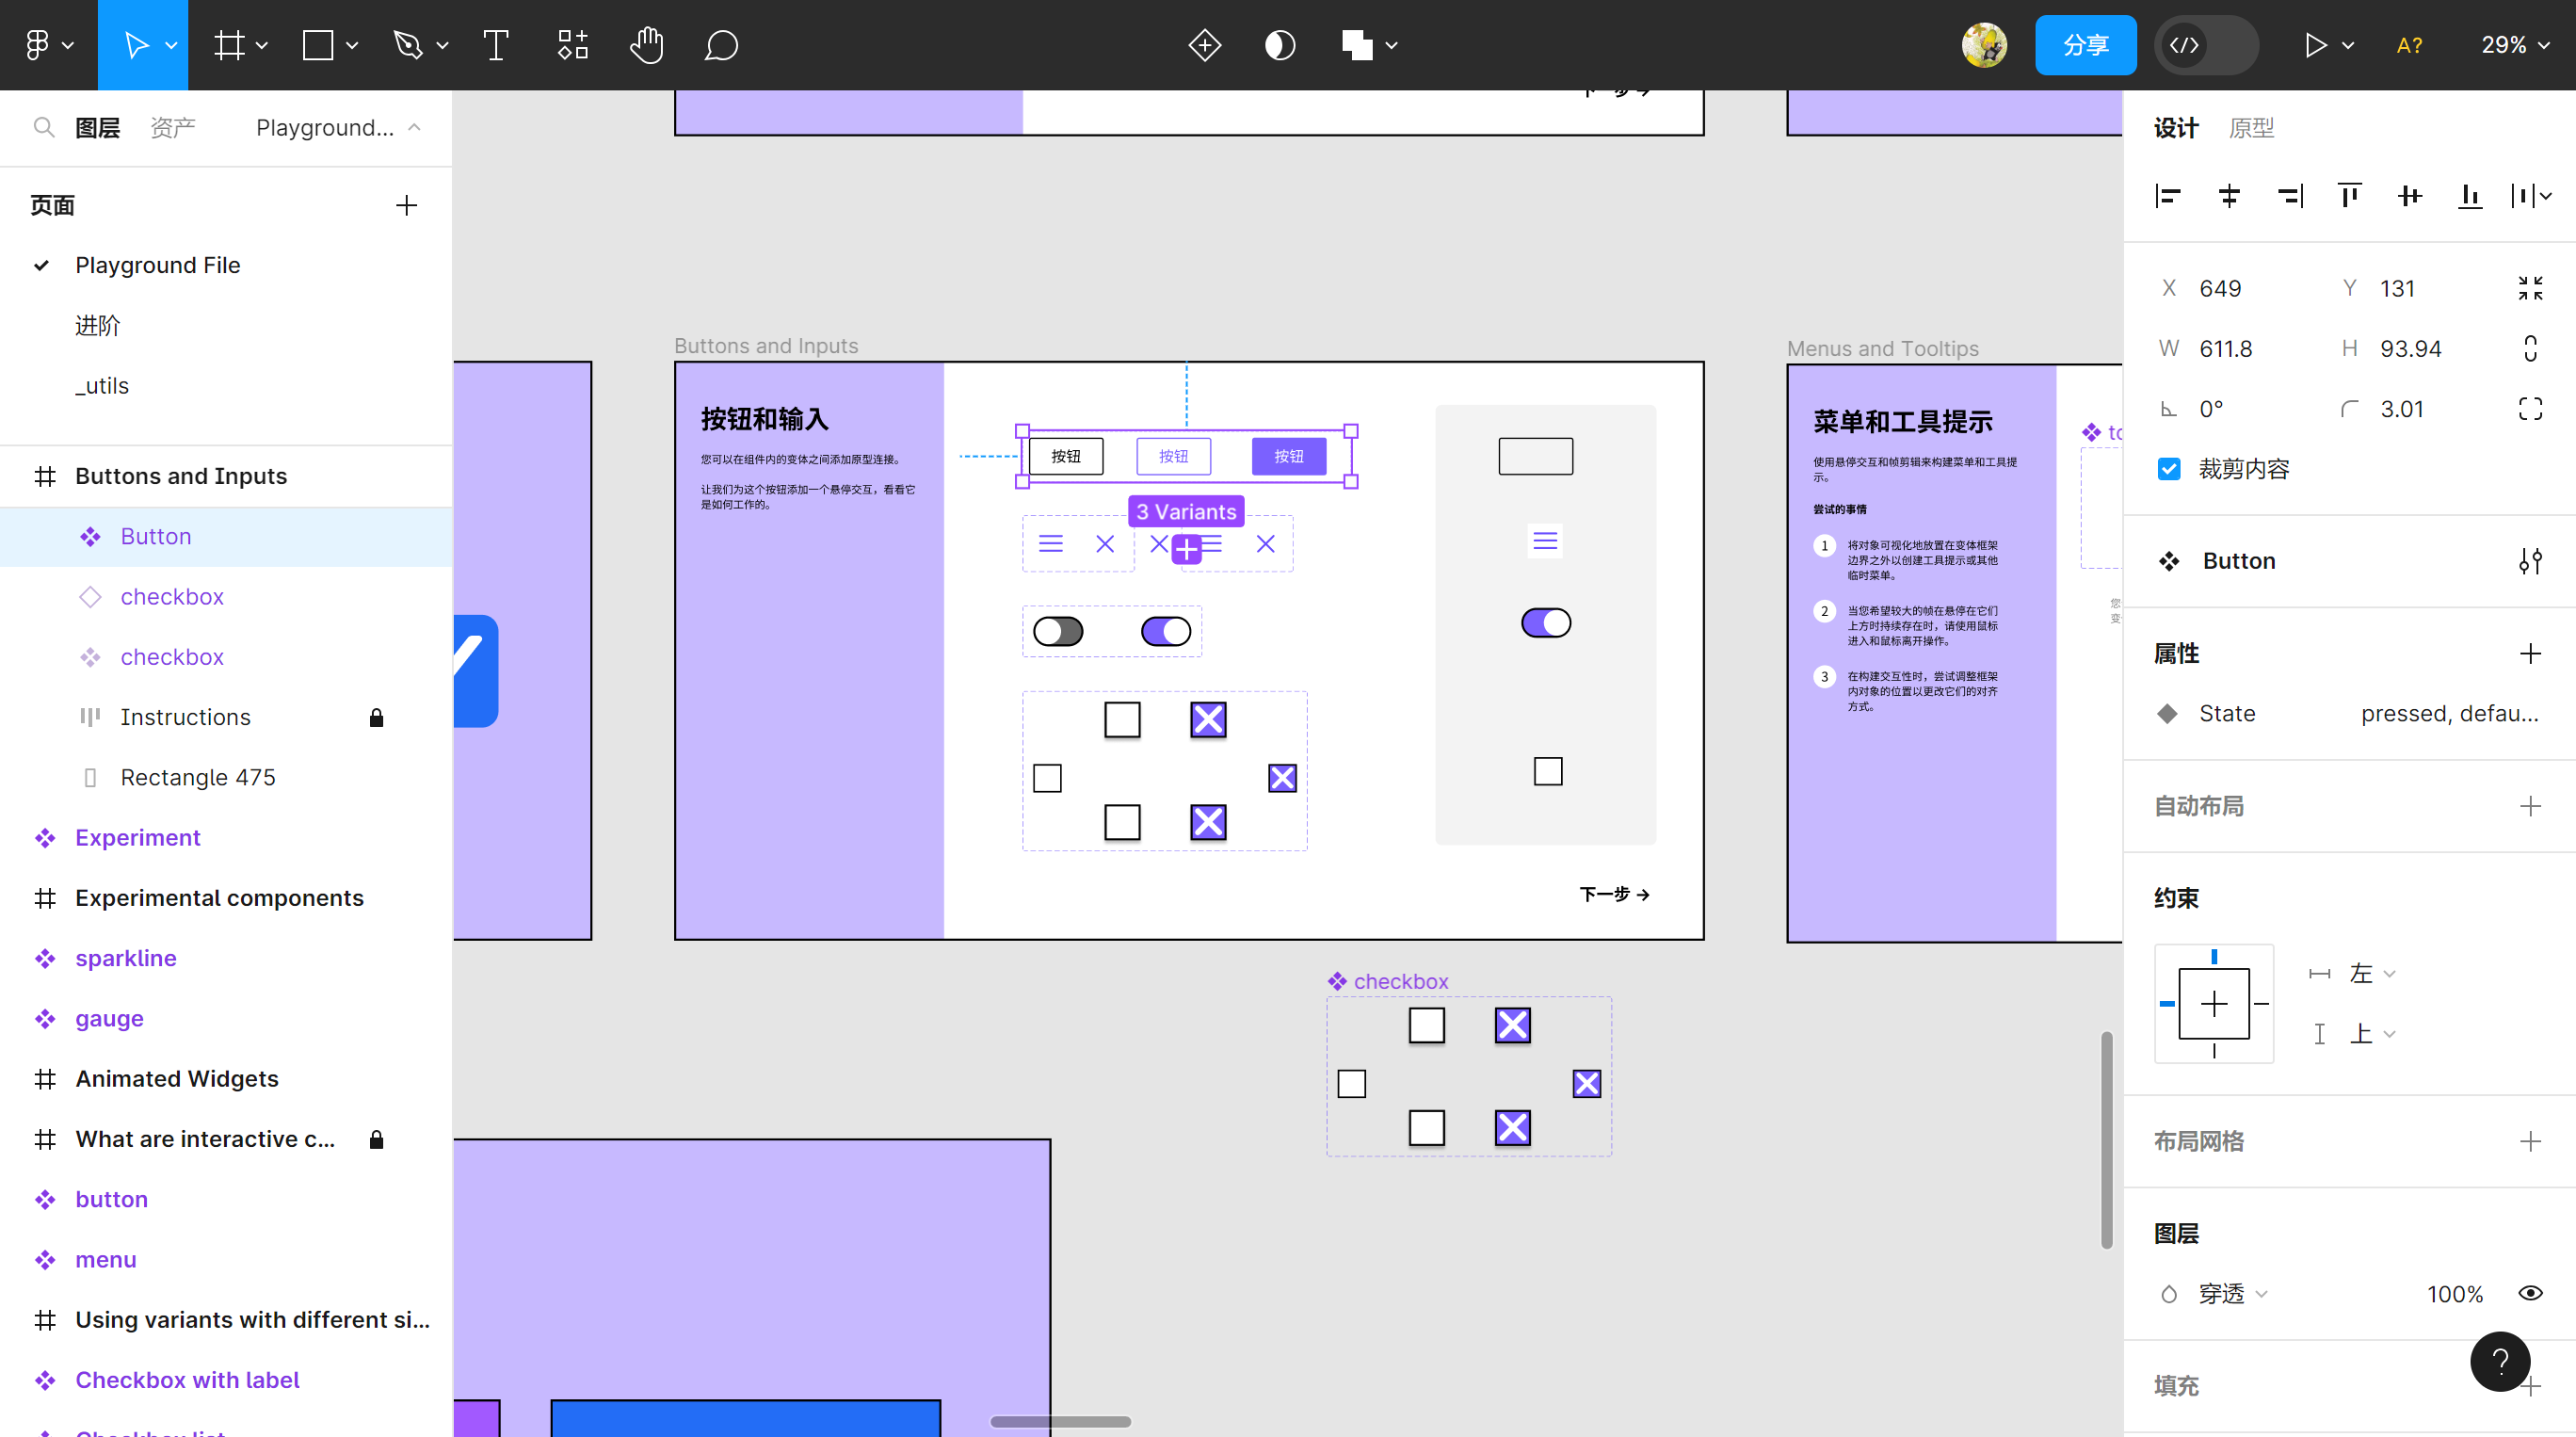 分享
A?
29%
图层
资产
Playground...
页面
Playground File
进阶
_utils
Buttons and Inputs
Button
checkbox
checkbox
Instructions
Rectangle 475
Experiment
Experimental components
sparkline
gauge
Animated Widgets
What are interactive c...
button
menu
Using variants with different si...
Checkbox with label
Checkbox list
下一步 →
Buttons and Inputs
按钮和输入
您可以在组件内的变体之间添加原型连接。
让我们为这个按钮添加一个悬停交互，看看它
是如何工作的。
按钮
按钮
按钮
3 Variants
下一步 →
checkbox
Menus and Tooltips
菜单和工具提示
使用悬停交互和帧剪辑来构建菜单和工具提
示。
尝试的事情
1
将对象可视化地放置在变体框架
边界之外以创建工具提示或其他
临时菜单。
2
当您希望较大的帧在悬停在它们
上方时持续存在时，请使用鼠标
进入和鼠标离开操作。
3
在构建交互性时，尝试调整框架
内对象的位置以更改它们的对齐
方式。
您
变
设计
原型
X 649
Y 131
W 611.8
H 93.94
0°
3.01
裁剪内容
Button
属性
State
pressed, defau...
自动布局
约束
左
上
布局网格
图层
穿透
100%
填充
?